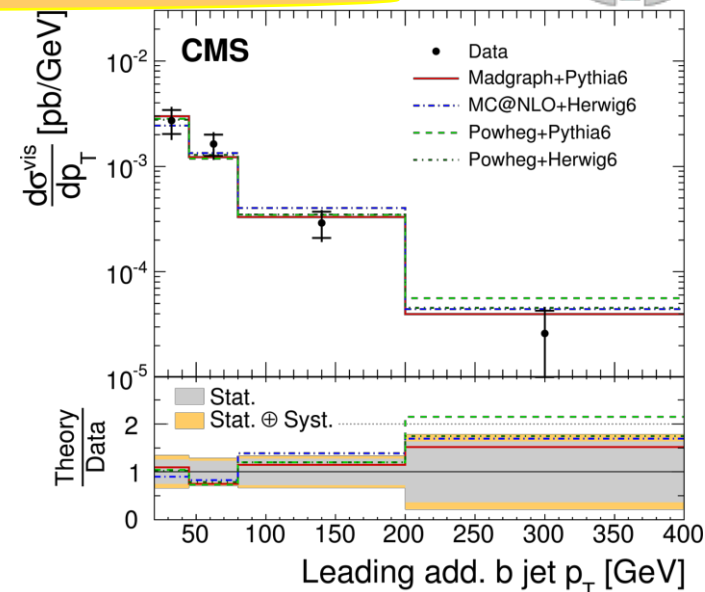 CMS
Data
Madgraph+Pythia6
MC@NLO+Herwig6
Powheg+Pythia6
Powheg+Herwig6
dσ^vis/dp_T [pb/GeV]
10^-2
10^-3
10^-4
10^-5
Stat.
Stat. ⊕ Syst.
Theory
Data
2
1
0
50 100 150 200 250 300 350 400
Leading add. b jet p_T [GeV]